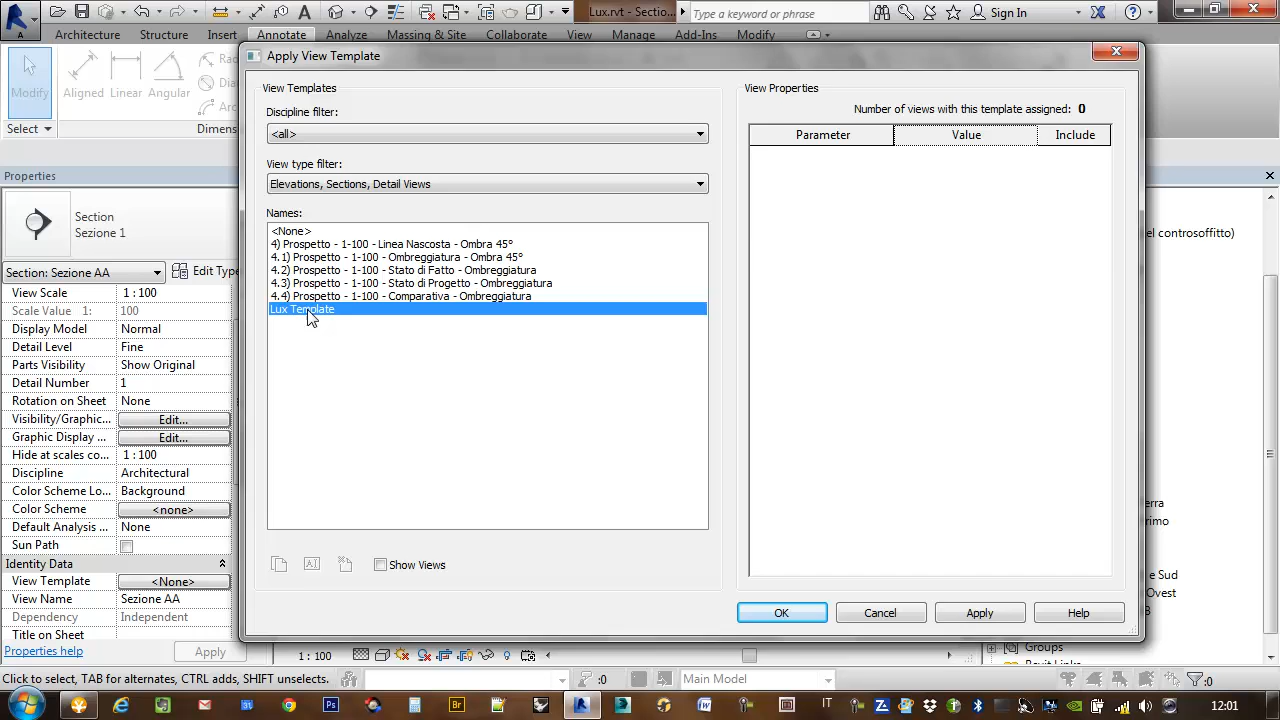 Lux.rvt - Sectio...
Type a keyword or phrase
Sign In
Architecture Structure Insert Annotate Analyze Massing & Site Collaborate View Manage Add-Ins Modify
Apply View Template
Modify
Aligned Linear Angular
Select
Dimens
View Templates
Discipline filter:
<all>
View type filter:
Elevations, Sections, Detail Views
Names:
<None>
4) Prospetto - 1-100 - Linea Nascosta - Ombra 45°
4.1) Prospetto - 1-100 - Ombreggiatura - Ombra 45°
4.2) Prospetto - 1-100 - Stato di Fatto - Ombreggiatura
4.3) Prospetto - 1-100 - Stato di Progetto - Ombreggiatura
4.4) Prospetto - 1-100 - Comparativa - Ombreggiatura
Lux Template
Show Views
View Properties
Number of views with this template assigned: 0
Parameter Value Include
OK Cancel Apply Help
Properties
Section
Sezione 1
Section: Sezione AA
Edit Type
View Scale 1 : 100
Scale Value 1: 100
Display Model Normal
Detail Level Fine
Parts Visibility Show Original
Detail Number 1
Rotation on Sheet None
Visibility/Graphic... Edit...
Graphic Display ... Edit...
Hide at scales co... 1 : 100
Discipline Architectural
Color Scheme Lo... Background
Color Scheme <none>
Default Analysis ... None
Sun Path
Identity Data
View Template <None>
View Name Sezione AA
Dependency Independent
Title on Sheet
Properties help
Apply
el controsoffitto)
erra
rimo
e Sud
Ovest
B
Groups
Revit Links
1 : 100
Click to select, TAB for alternates, CTRL adds, SHIFT unselects.
:0
Main Model
:0
IT
12:01